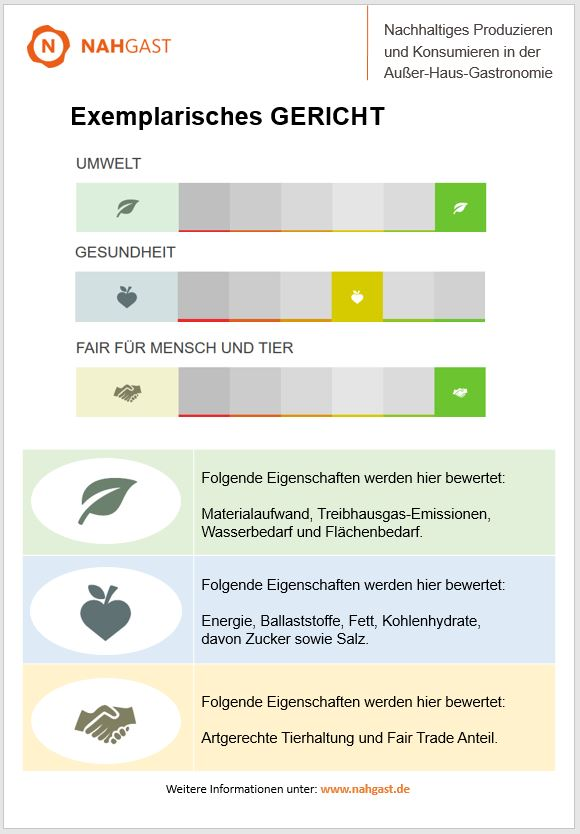 NAHGAST
Nachhaltiges Produzieren
und Konsumieren in der
Außer-Haus-Gastronomie
Exemplarisches GERICHT
UMWELT
GESUNDHEIT
FAIR FÜR MENSCH UND TIER
Folgende Eigenschaften werden hier bewertet:
Materialaufwand, Treibhausgas-Emissionen,
Wasserbedarf und Flächenbedarf.
Folgende Eigenschaften werden hier bewertet:
Energie, Ballaststoffe, Fett, Kohlenhydrate,
davon Zucker sowie Salz.
Folgende Eigenschaften werden hier bewertet:
Artgerechte Tierhaltung und Fair Trade Anteil.
Weitere Informationen unter: www.nahgast.de